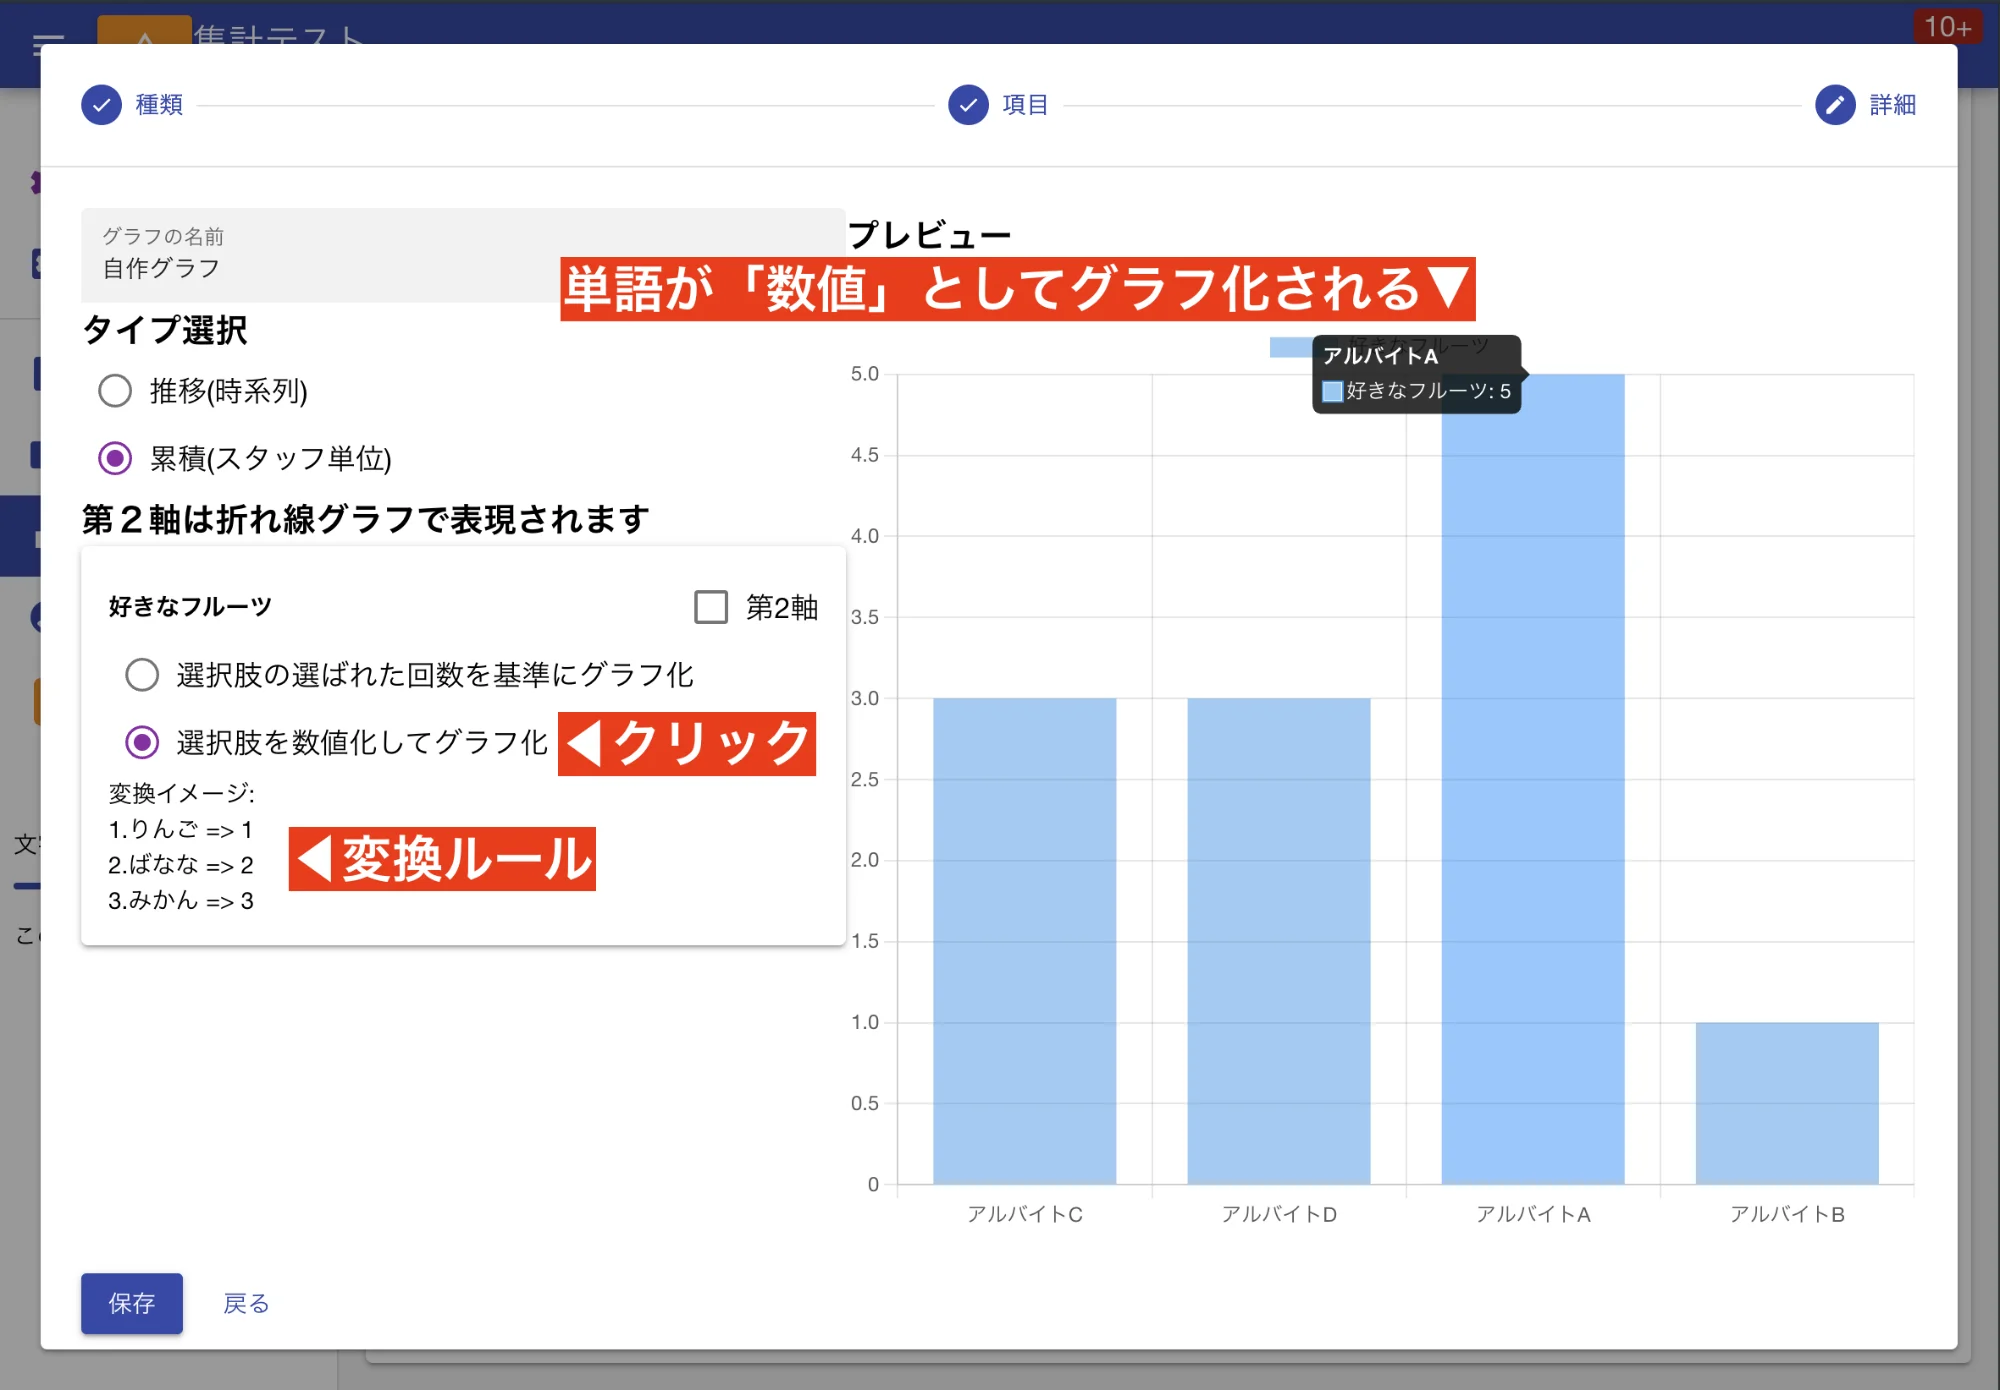 集計テスト
10+
種類
項目
詳細
グラフの名前
自作グラフ
プレビュー
単語が「数値」としてグラフ化される▼
タイプ選択
推移(時系列)
累積(スタッフ単位)
第２軸は折れ線グラフで表現されます
好きなフルーツ
第2軸
選択肢の選ばれた回数を基準にグラフ化
選択肢を数値化してグラフ化
◀クリック
変換イメージ:
1.りんご => 1
2.ばなな => 2
3.みかん => 3
◀変換ルール
好きなフルーツ
アルバイトA
好きなフルーツ: 5
5.0
4.5
4.0
3.5
3.0
2.5
2.0
1.5
1.0
0.5
0
アルバイトC
アルバイトD
アルバイトA
アルバイトB
保存
戻る